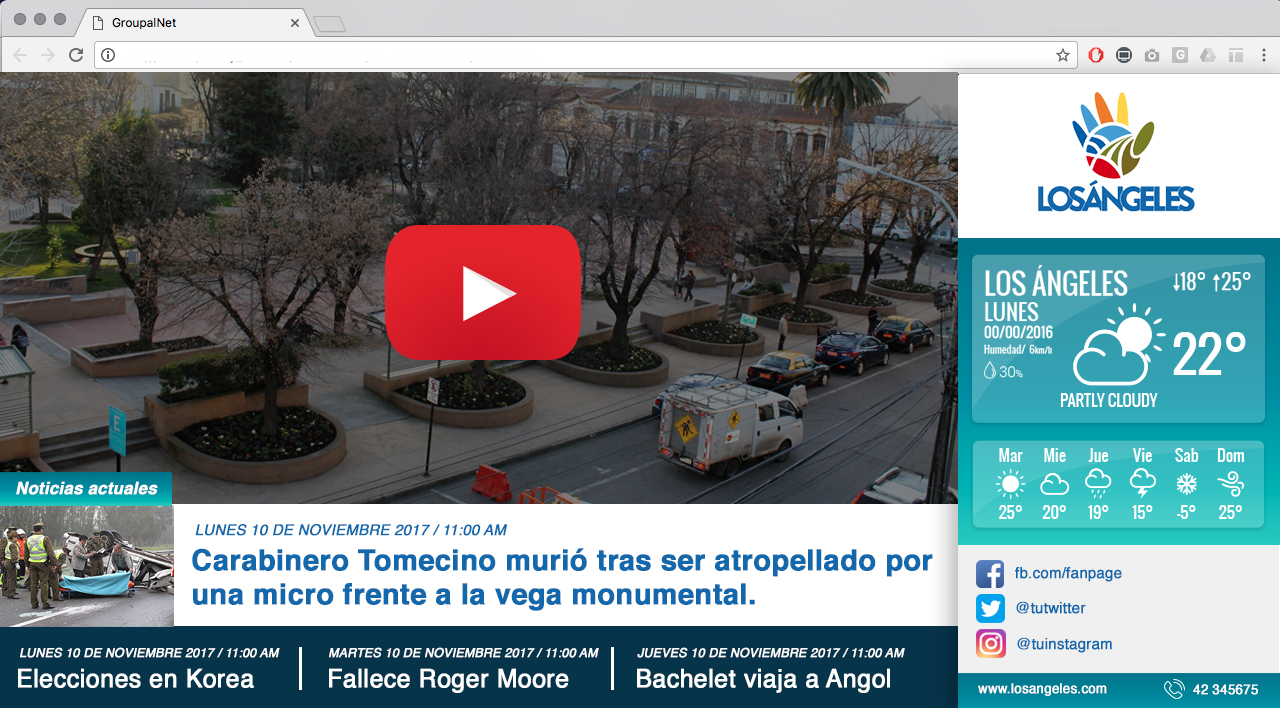 GroupalNet
LOSÁNGELES
LOS ÁNGELES
↓18° ↑25°
LUNES
00/00/2016
Humedad/ 6km/h
30%
22°
PARTLY CLOUDY
Mar Mie Jue Vie Sab Dom
25° 20° 19° 15° -5° 25°
E
Noticias actuales
LUNES 10 DE NOVIEMBRE 2017 / 11:00 AM
Carabinero Tomecino murió tras ser atropellado por
una micro frente a la vega monumental.
LUNES 10 DE NOVIEMBRE 2017 / 11:00 AM
Elecciones en Korea
MARTES 10 DE NOVIEMBRE 2017 / 11:00 AM
Fallece Roger Moore
JUEVES 10 DE NOVIEMBRE 2017 / 11:00 AM
Bachelet viaja a Angol
fb.com/fanpage
@tutwitter
@tuinstagram
www.losangeles.com
42 345675